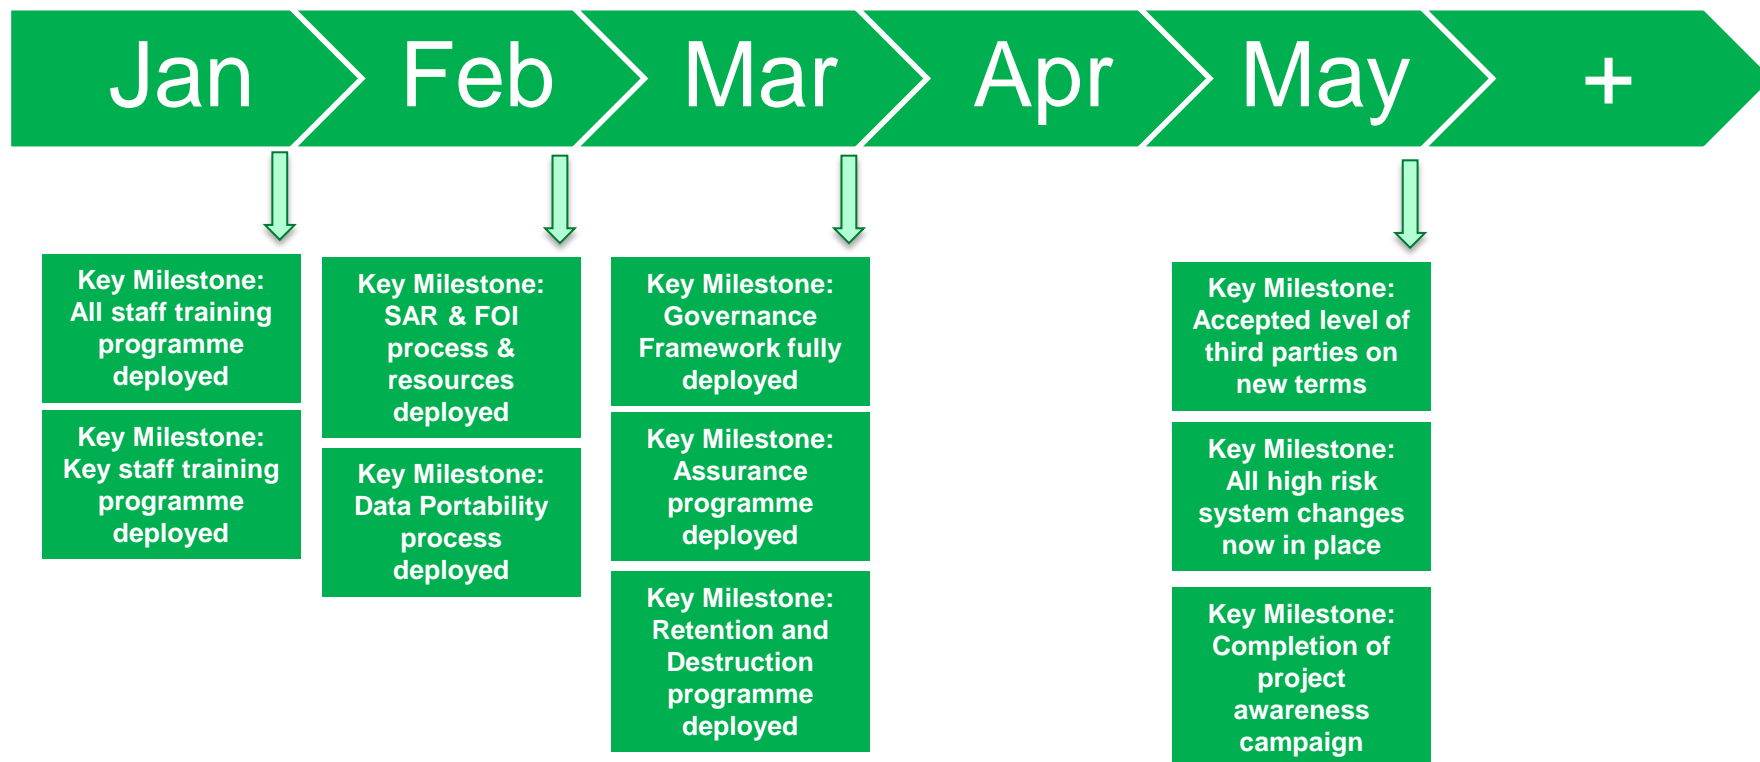 Jan
Feb
Mar
Apr
May
+
Key Milestone:
All staff training
programme
deployed
Key Milestone:
Key staff training
programme
deployed
Key Milestone:
SAR & FOI
process &
resources
deployed
Key Milestone:
Data Portability
process
deployed
Key Milestone:
Governance
Framework fully
deployed
Key Milestone:
Assurance
programme
deployed
Key Milestone:
Retention and
Destruction
programme
deployed
Key Milestone:
Accepted level of
third parties on
new terms
Key Milestone:
All high risk
system changes
now in place
Key Milestone:
Completion of
project
awareness
campaign